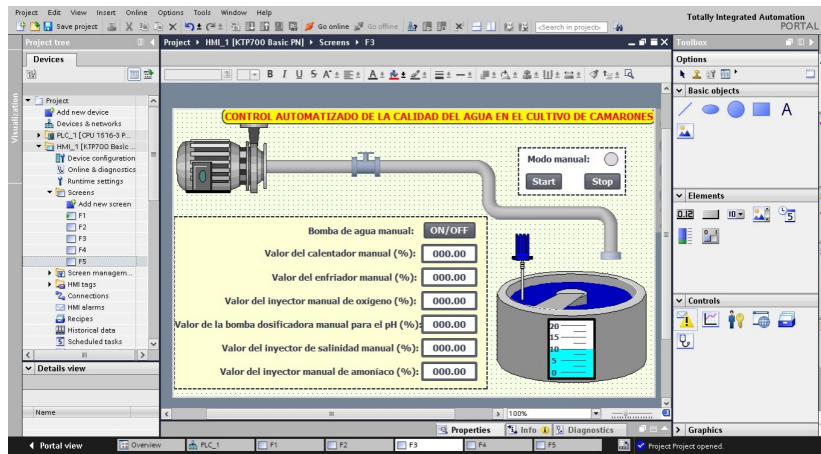 Project Edit View Insert Online Options Tools Window Help
Totally Integrated Automation
PORTAL
Save project
Go online
Go offline
<Search in project>
Project tree
Project ▸ HMI_1 [KTP700 Basic PN] ▸ Screens ▸ F3
Toolbox
Devices
Options
Visualization
Project
Add new device
Devices & networks
PLC_1 [CPU 1516-3 P...
HMI_1 [KTP700 Basic ...
Device configuration
Online & diagnostics
Runtime settings
Screens
Add new screen
F1
F2
F3
F4
F5
Screen managem...
HMI tags
Connections
HMI alarms
Recipes
Historical data
Scheduled tasks
Details view
Name
B I U S A
CONTROL AUTOMATIZADO DE LA CALIDAD DEL AGUA EN EL CULTIVO DE CAMARONES
Modo manual:
Start Stop
Bomba de agua manual: ON/OFF
Valor del calentador manual (%): 000.00
Valor del enfriador manual (%): 000.00
Valor del inyector manual de oxígeno (%): 000.00
Valor de la bomba dosificadora manual para el pH (%): 000.00
Valor del inyector de salinidad manual (%): 000.00
Valor del inyector manual de amoníaco (%): 000.00
20
15
10
5
0
100%
Properties Info Diagnostics
Basic objects
A
Elements
Controls
Graphics
Portal view Overview PLC_1 F1 F2 F3 F4 F5 Project Project opened.